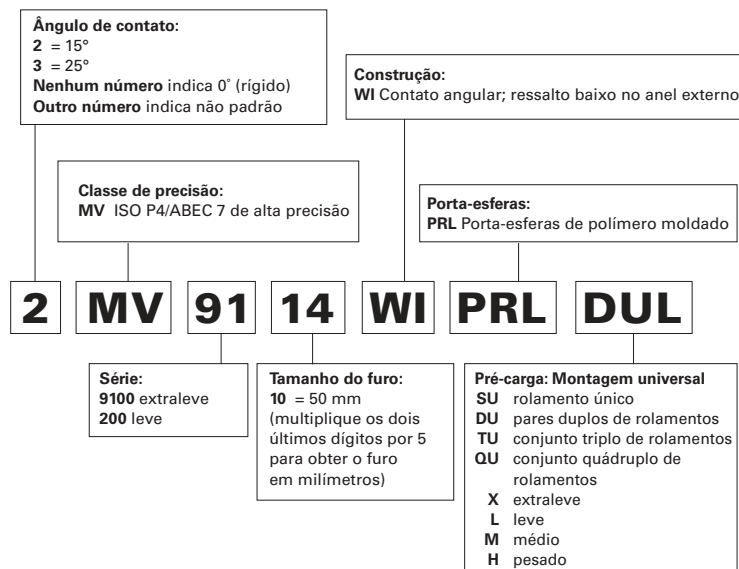 Ângulo de contato:
2 = 15°
3 = 25°
Nenhum número indica 0° (rígido)
Outro número indica não padrão
Construção:
WI Contato angular; ressalto baixo no anel externo
Classe de precisão:
MV ISO P4/ABEC 7 de alta precisão
Porta-esferas:
PRL Porta-esferas de polímero moldado
2 MV 91 14 WI PRL DUL
Série:
9100 extraleve
200 leve
Tamanho do furo:
10 = 50 mm
(multiplique os dois
últimos dígitos por 5
para obter o furo
em milímetros)
Pré-carga: Montagem universal
SU rolamento único
DU pares duplos de rolamentos
TU conjunto triplo de rolamentos
QU conjunto quádruplo de
rolamentos
X extraleve
L leve
M médio
H pesado